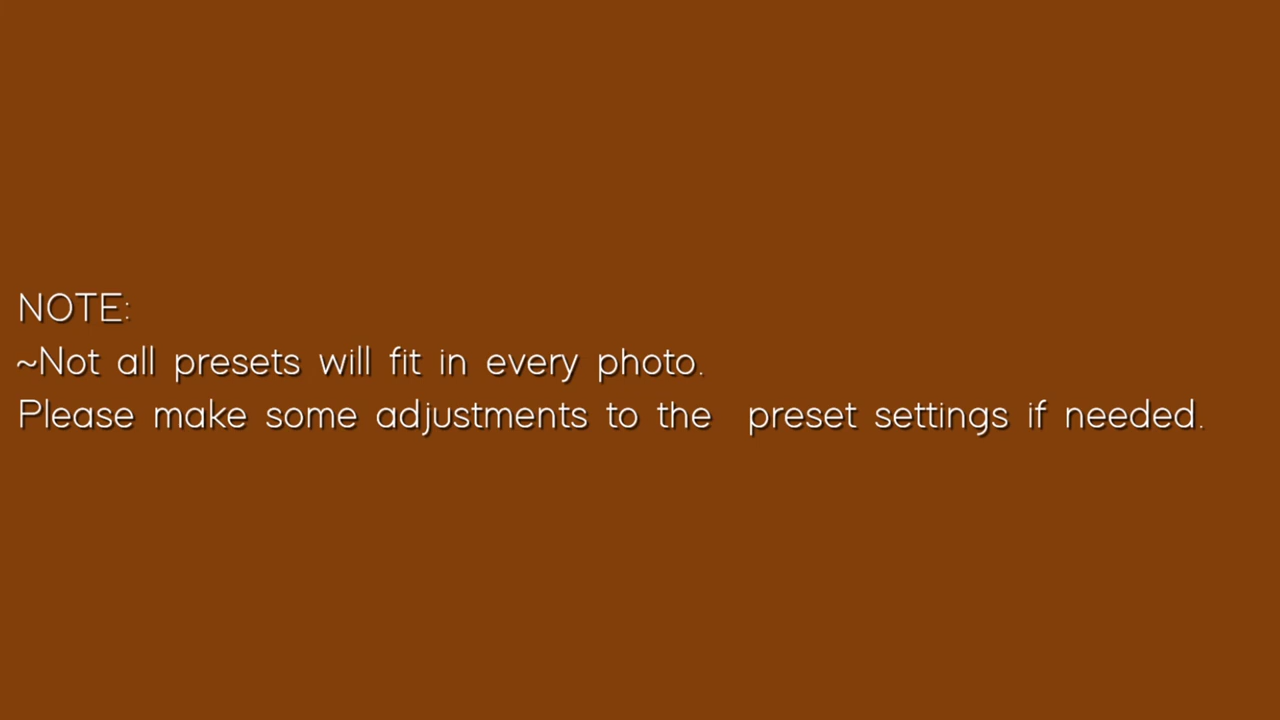 NOTE:
~Not all presets will fit in every photo.
Please make some adjustments to the  preset settings if needed.